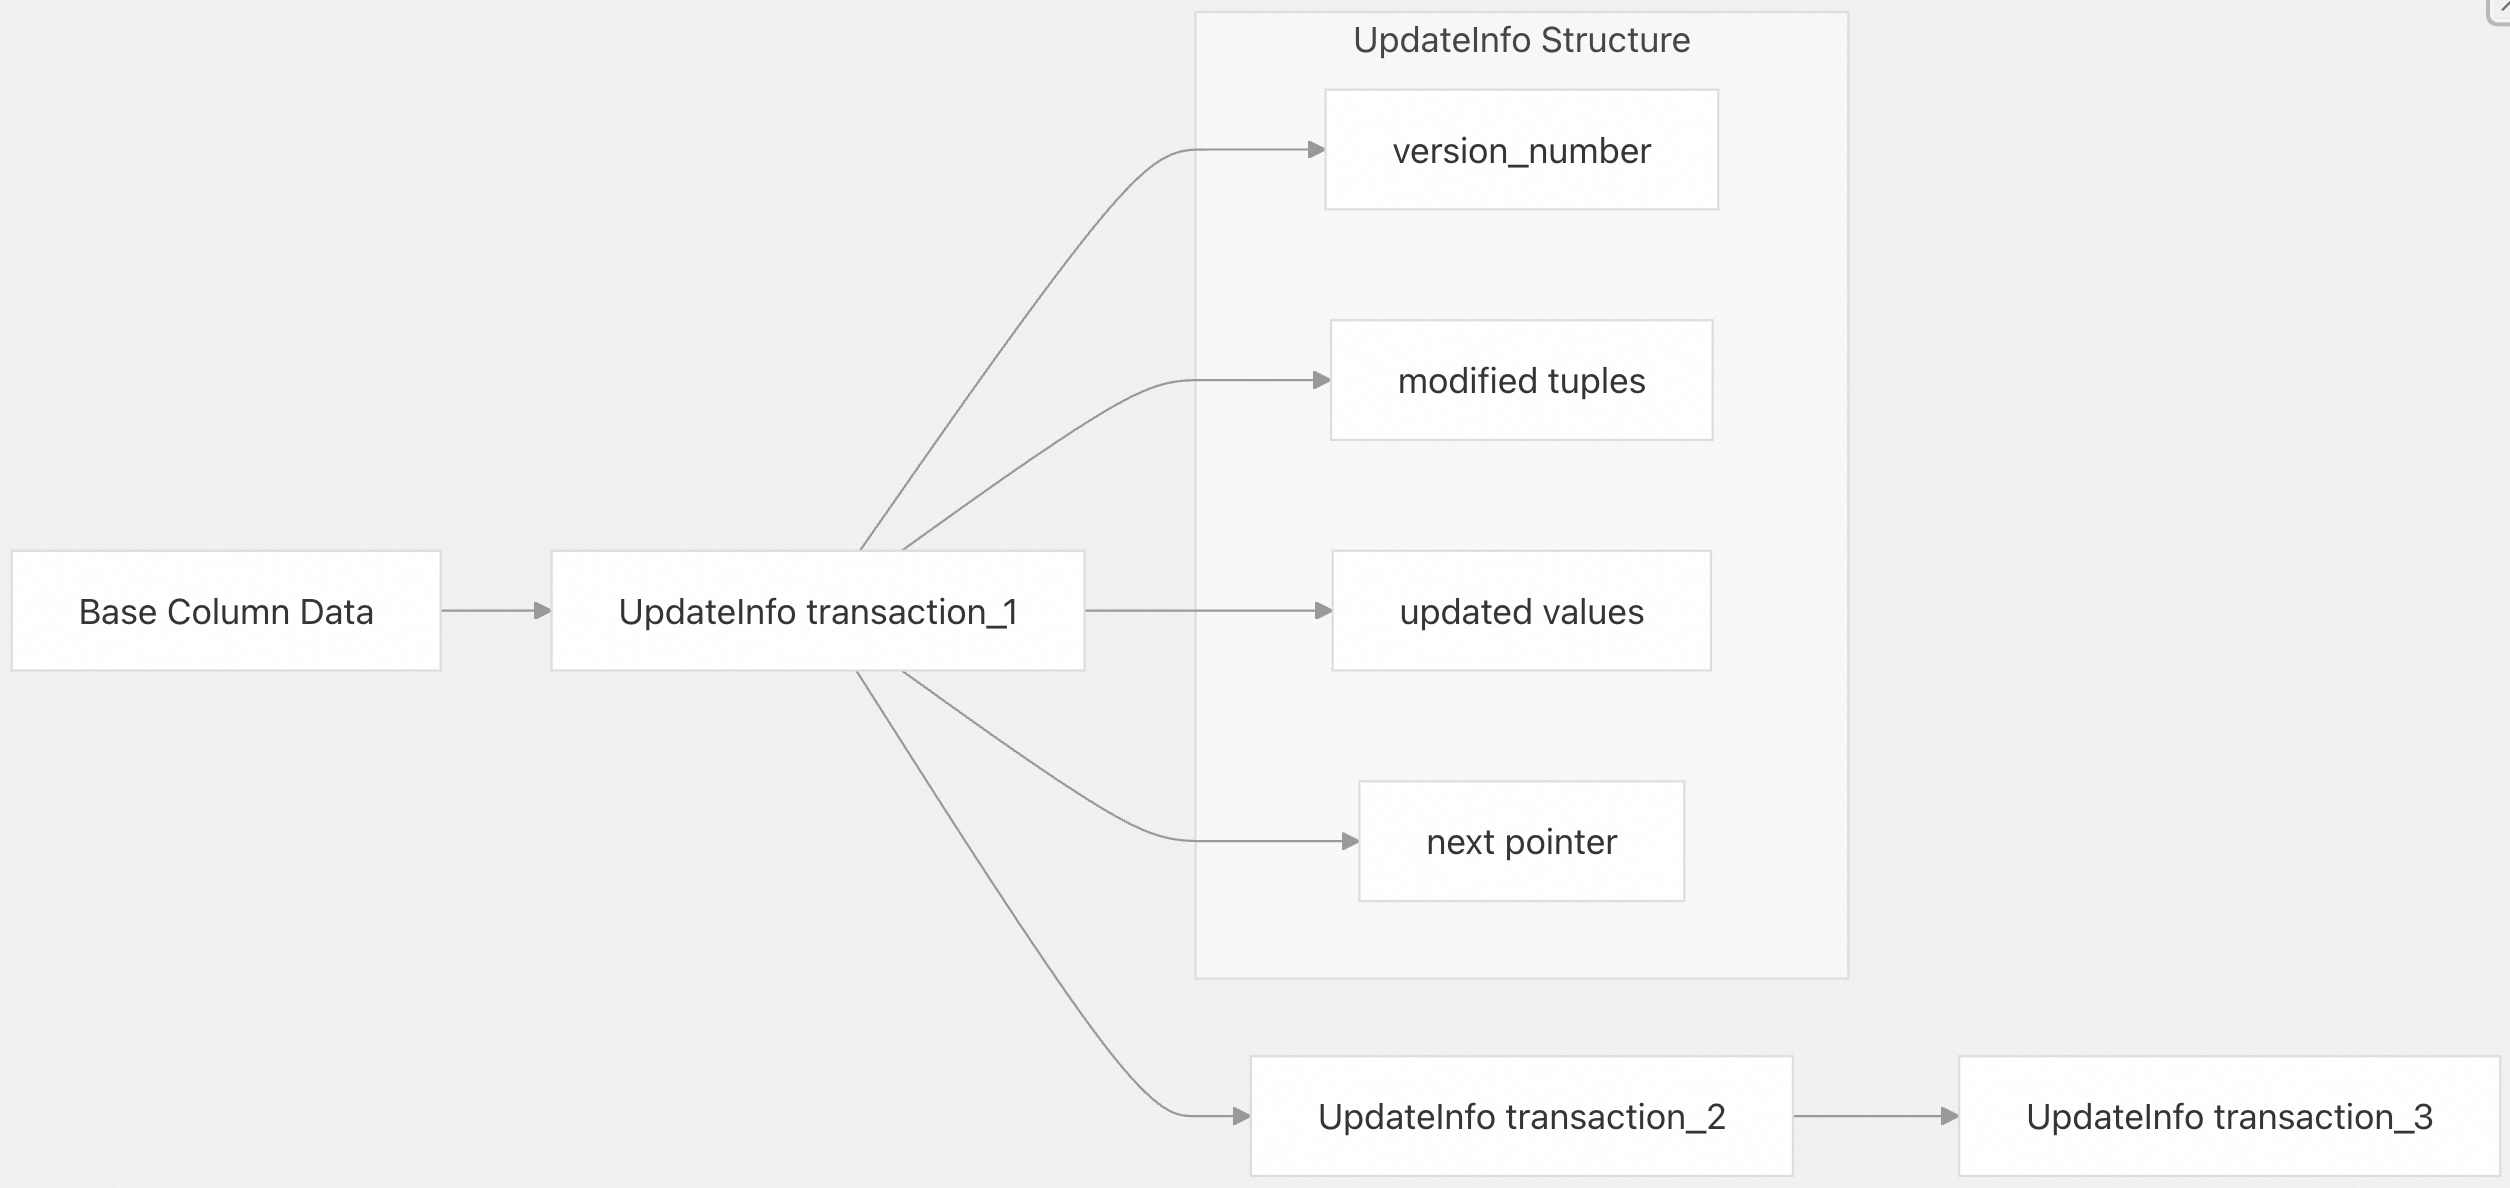 UpdateInfo Structure
version_number
modified tuples
Base Column Data
UpdateInfo transaction_1
updated values
next pointer
UpdateInfo transaction_2
UpdateInfo transaction_3